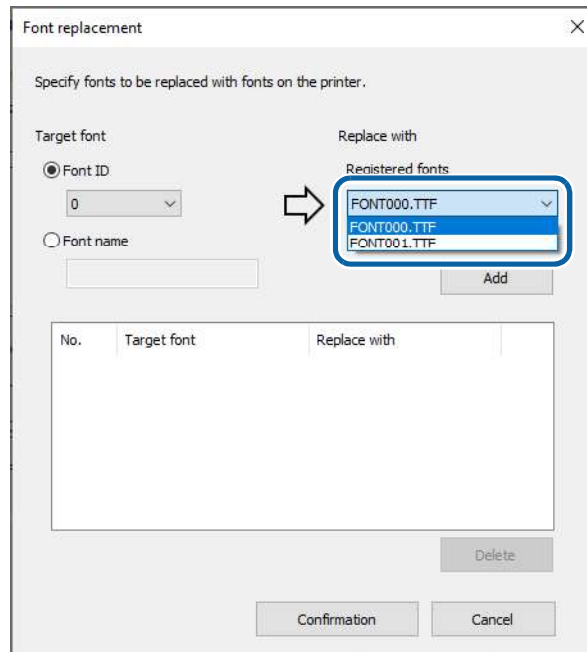 Font replacement
Specify fonts to be replaced with fonts on the printer.
Target font
Replace with
Font ID
Registered fonts
0
FONT000.TTF
FONT000.TTF
FONT001.TTF
Font name
Add
No. Target font Replace with
Delete
Confirmation Cancel